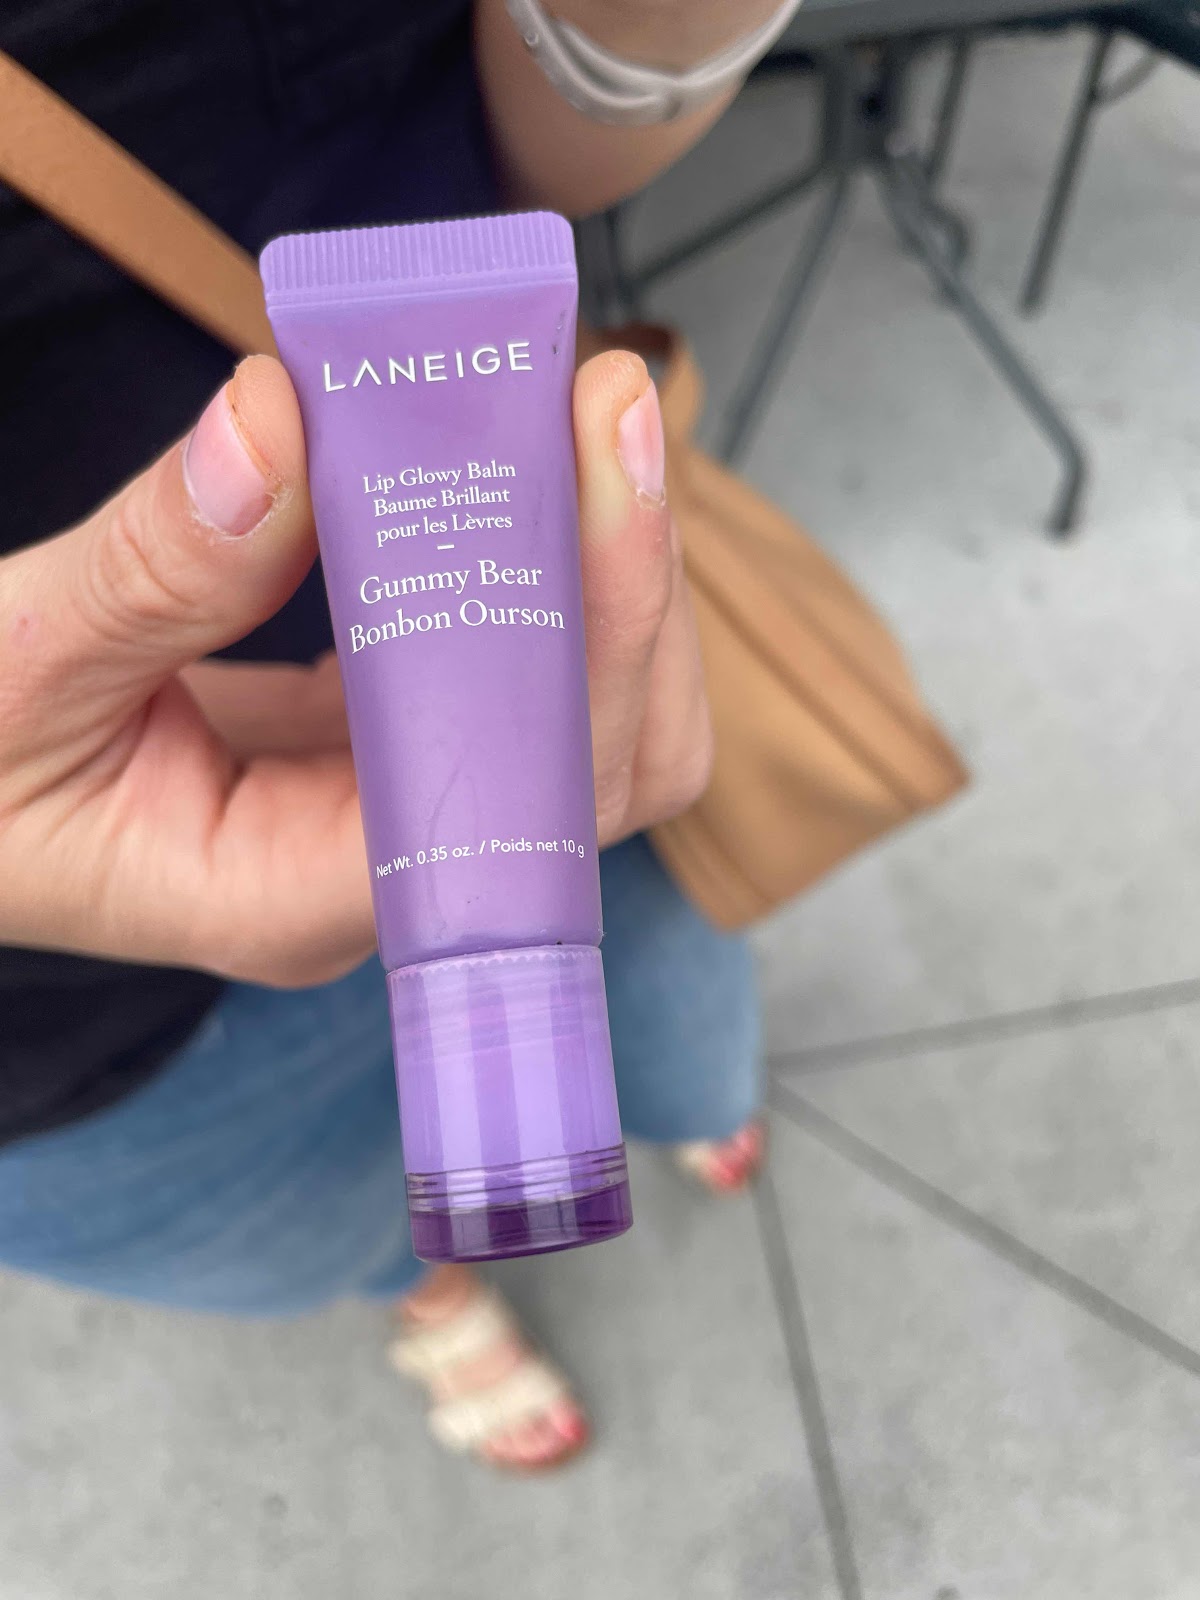 LANEIGE
Lip Glowy Balm
Baume Brillant
pour les Lèvres
Gummy Bear
Bonbon Ourson
Net Wt. 0.35 oz. / Poids net 10 g